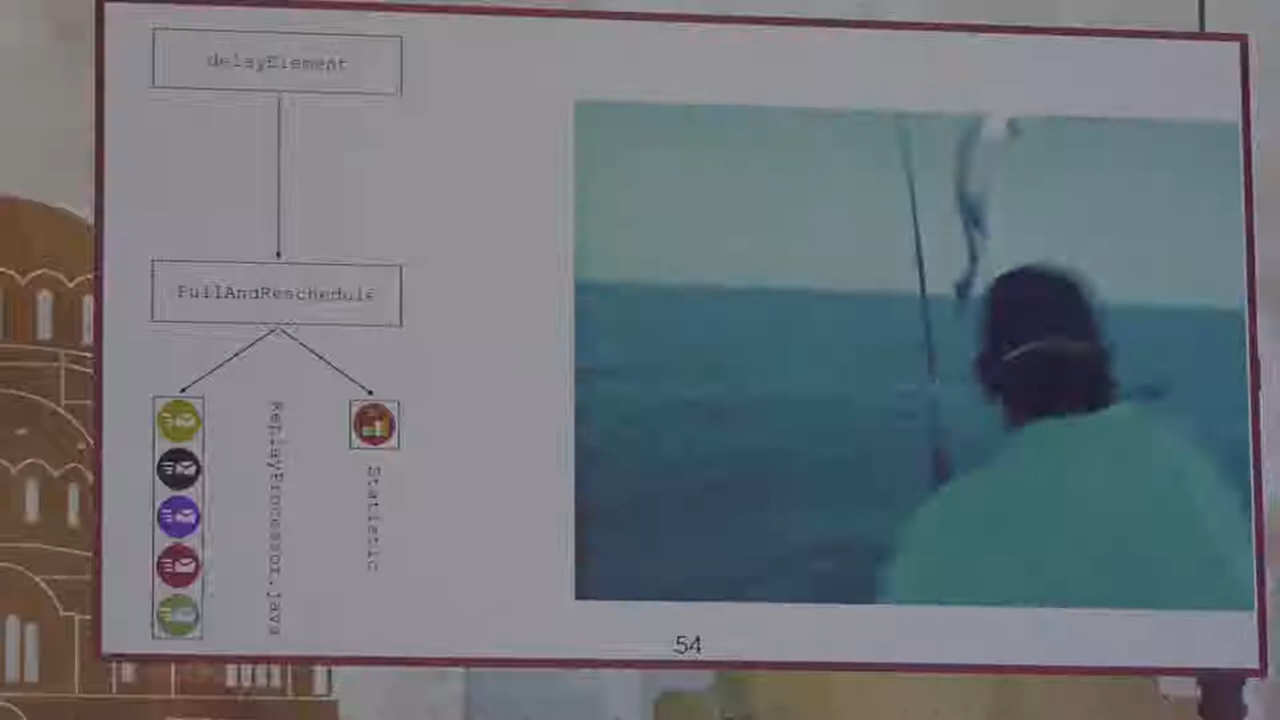 delayElement
PullAndReschedule
ReplayProcessor.java
Statistic
54